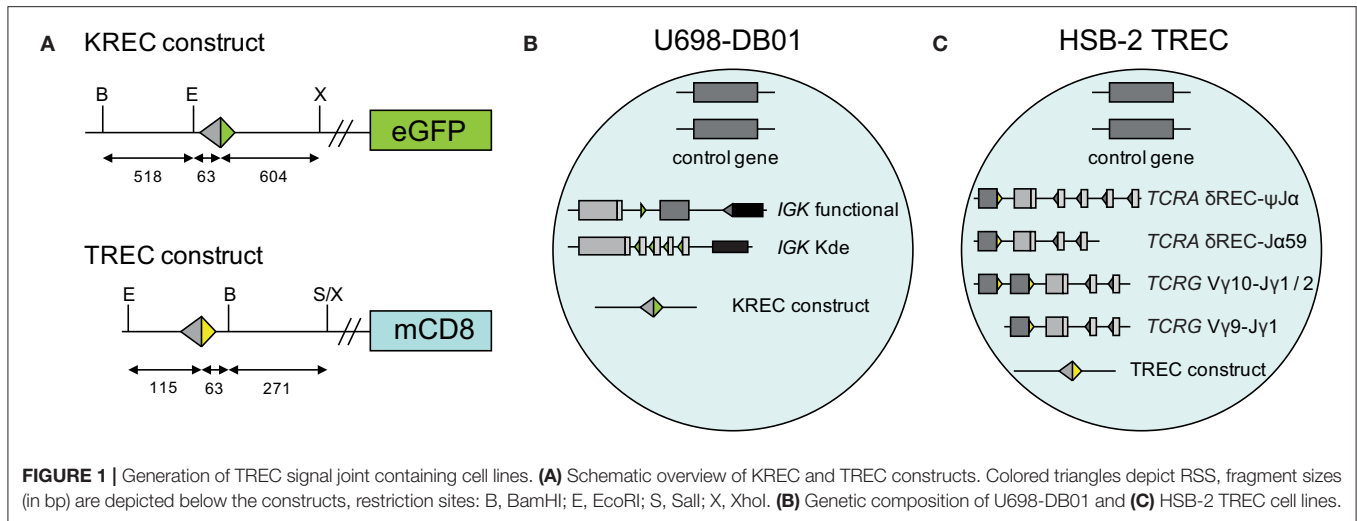 A
KREC construct
B E X
eGFP
518 63 604
TREC construct
E B S/X
mCD8
115 63 271
B
U698-DB01
control gene
IGK functional
IGK Kde
KREC construct
C
HSB-2 TREC
control gene
TCRA δREC-ψJα
TCRA δREC-Jα59
TCRG Vγ10-Jγ1 / 2
TCRG Vγ9-Jγ1
TREC construct
FIGURE 1 | Generation of TREC signal joint containing cell lines. (A) Schematic overview of KREC and TREC constructs. Colored triangles depict RSS, fragment sizes
(in bp) are depicted below the constructs, restriction sites: B, BamHI; E, EcoRI; S, SalI; X, XhoI. (B) Genetic composition of U698-DB01 and (C) HSB-2 TREC cell lines.